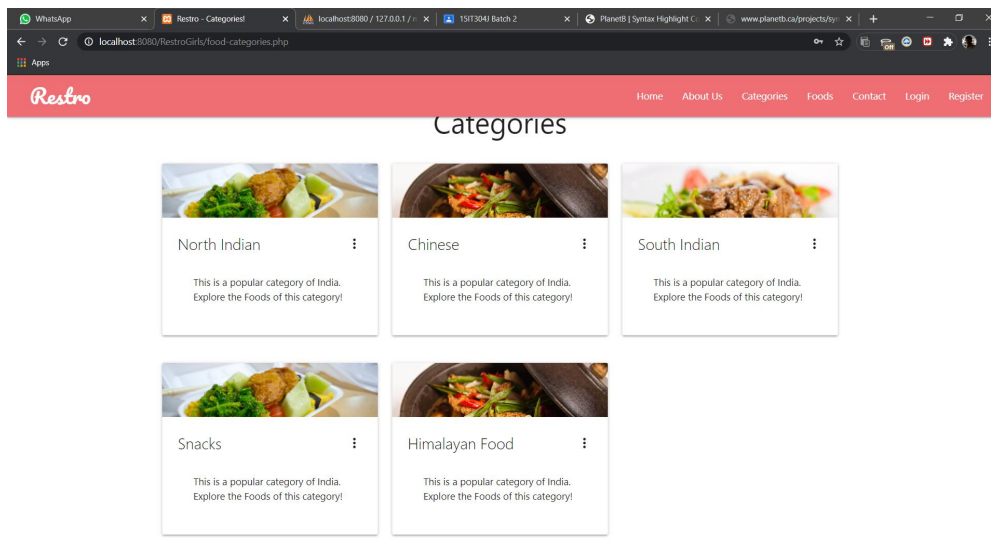 WhatsApp
Restro - Categories!
localhost:8080 / 127.0.0.1 / n
15IT304J Batch 2
PlanetB | Syntax Highlight Co
www.planetb.ca/projects/syn
localhost:8080/RestroGirls/food-categories.php
Off
Apps
Restro
Home About Us Categories Foods Contact Login Register
Categories
North Indian
This is a popular category of India.
Explore the Foods of this category!
Chinese
This is a popular category of India.
Explore the Foods of this category!
South Indian
This is a popular category of India.
Explore the Foods of this category!
Snacks
This is a popular category of India.
Explore the Foods of this category!
Himalayan Food
This is a popular category of India.
Explore the Foods of this category!